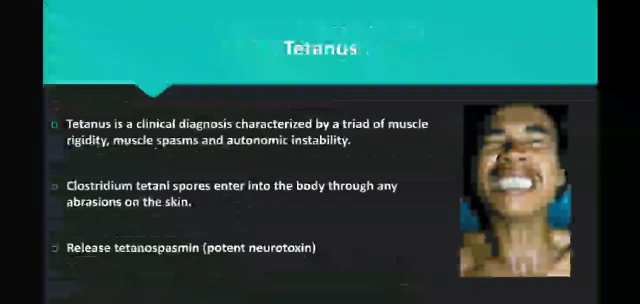 Tetanus
Tetanus is a clinical diagnosis characterized by a triad of muscle
rigidity, muscle spasms and autonomic instability.
Clostridium tetani spores enter into the body through any
abrasions on the skin.
Release tetanospasmin (potent neurotoxin)